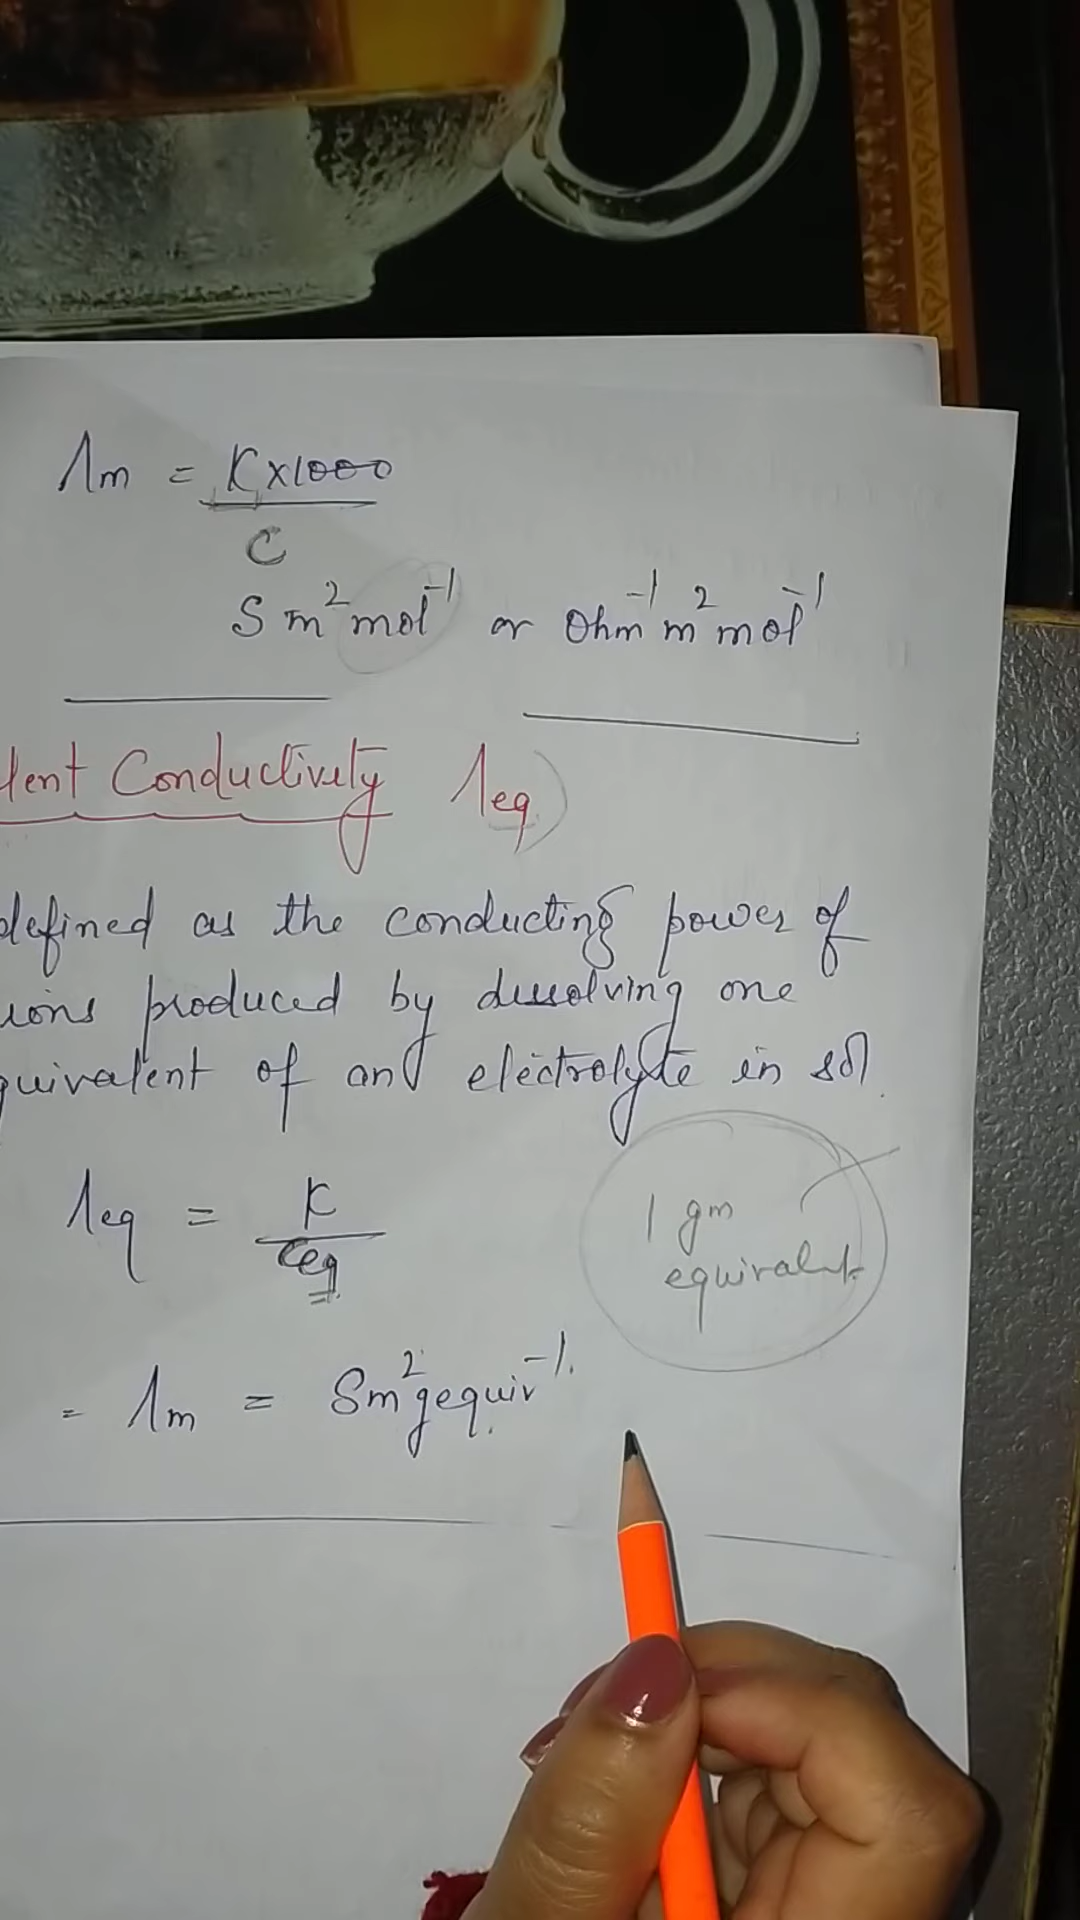 Λm = K×1000
C
S m² mol⁻¹ or Ohm⁻¹ m² mol⁻¹
lent Conductivity Λeq)
defined as the conducting power of
ions produced by dissolving one
quivalent of an electrolyte in sol
Λeq = K
Ceq
1 gm
equivalent
= Λm = Sm² gequiv⁻¹.